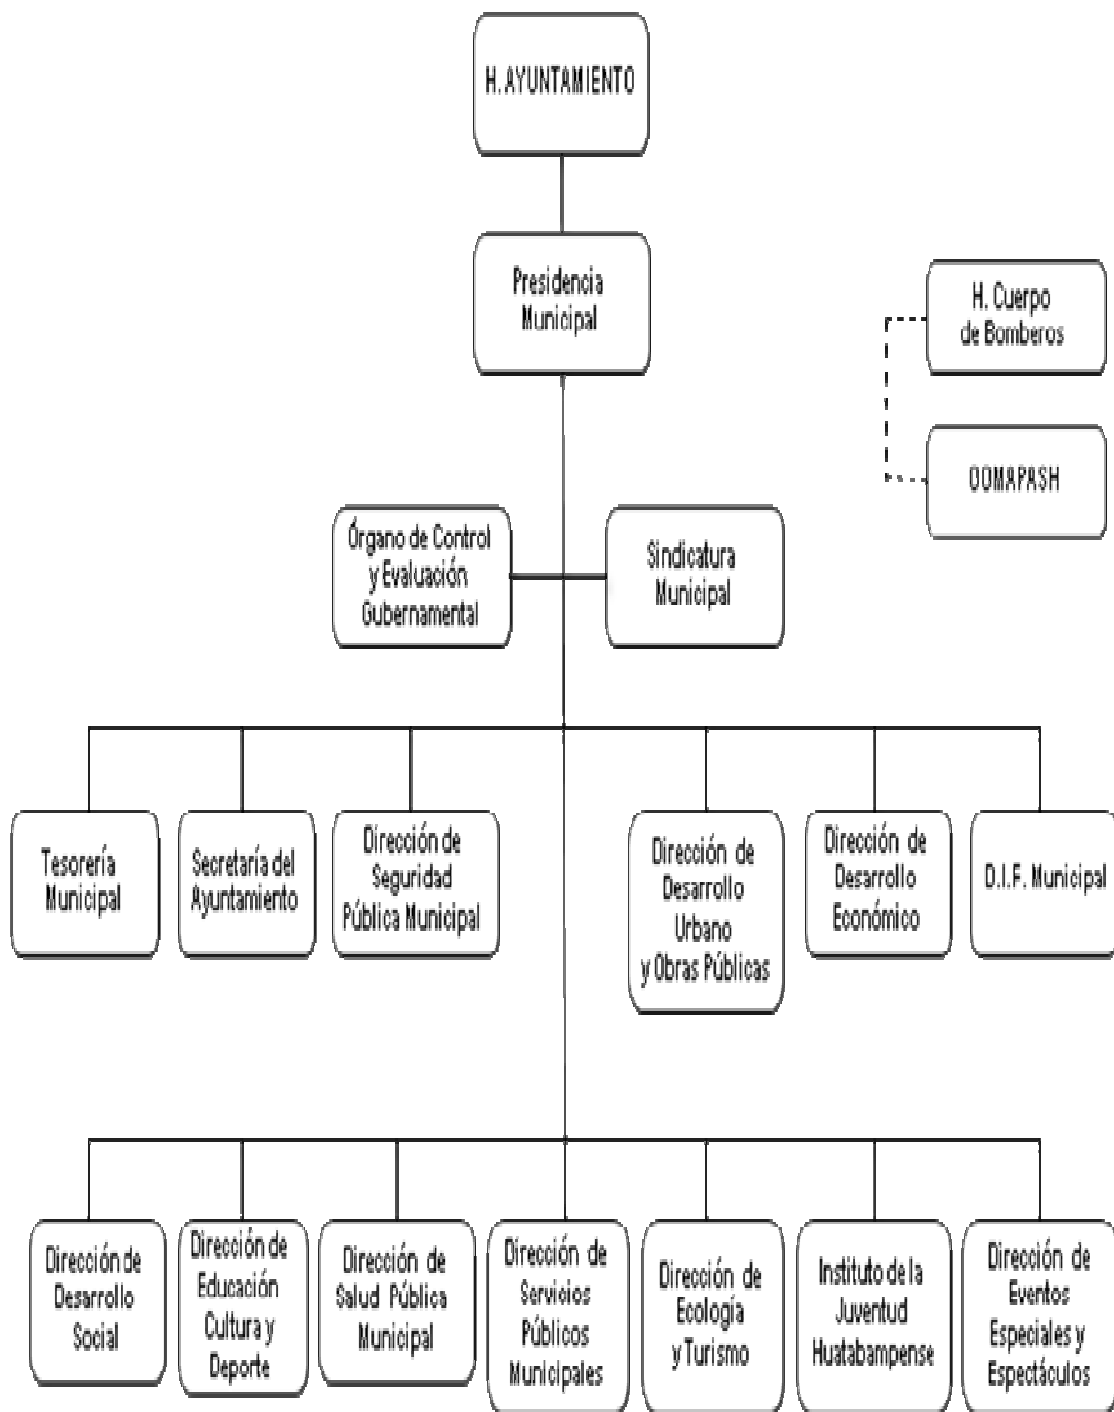 H. AYUNTAMIENTO
Presidencia
Municipal
H. Cuerpo
de Bomberos
OOMAPASH
Órgano de Control
y Evaluación
Gubernamental
Sindicatura
Municipal
Tesorería
Municipal
Secretaría del
Ayuntamiento
Dirección de
Seguridad
Pública Municipal
Dirección de
Desarrollo
Urbano
y Obras Públicas
Dirección de
Desarrollo
Económico
D.I.F. Municipal
Dirección de
Desarrollo
Social
Dirección de
Educación
Cultura y
Deporte
Dirección de
Salud Pública
Municipal
Dirección de
Servicios
Públicos
Municipales
Dirección de
Ecología
y Turismo
Instituto de la
Juventud
Huatabampense
Dirección de
Eventos
Especiales y
Espectáculos